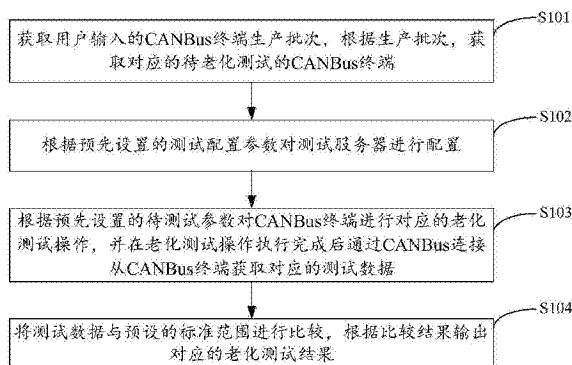 S101
获取用户输入的CANBus终端生产批次，根据生产批次，获
取对应的待老化测试的CANBus终端
S102
根据预先设置的测试配置参数对测试服务器进行配置
S103
根据预先设置的待测试参数对CANBus终端进行对应的老化
测试操作，并在老化测试操作执行完成后通过CANBus连接
从CANBus终端获取对应的测试数据
S104
将测试数据与预设的标准范围进行比较，根据比较结果输出
对应的老化测试结果